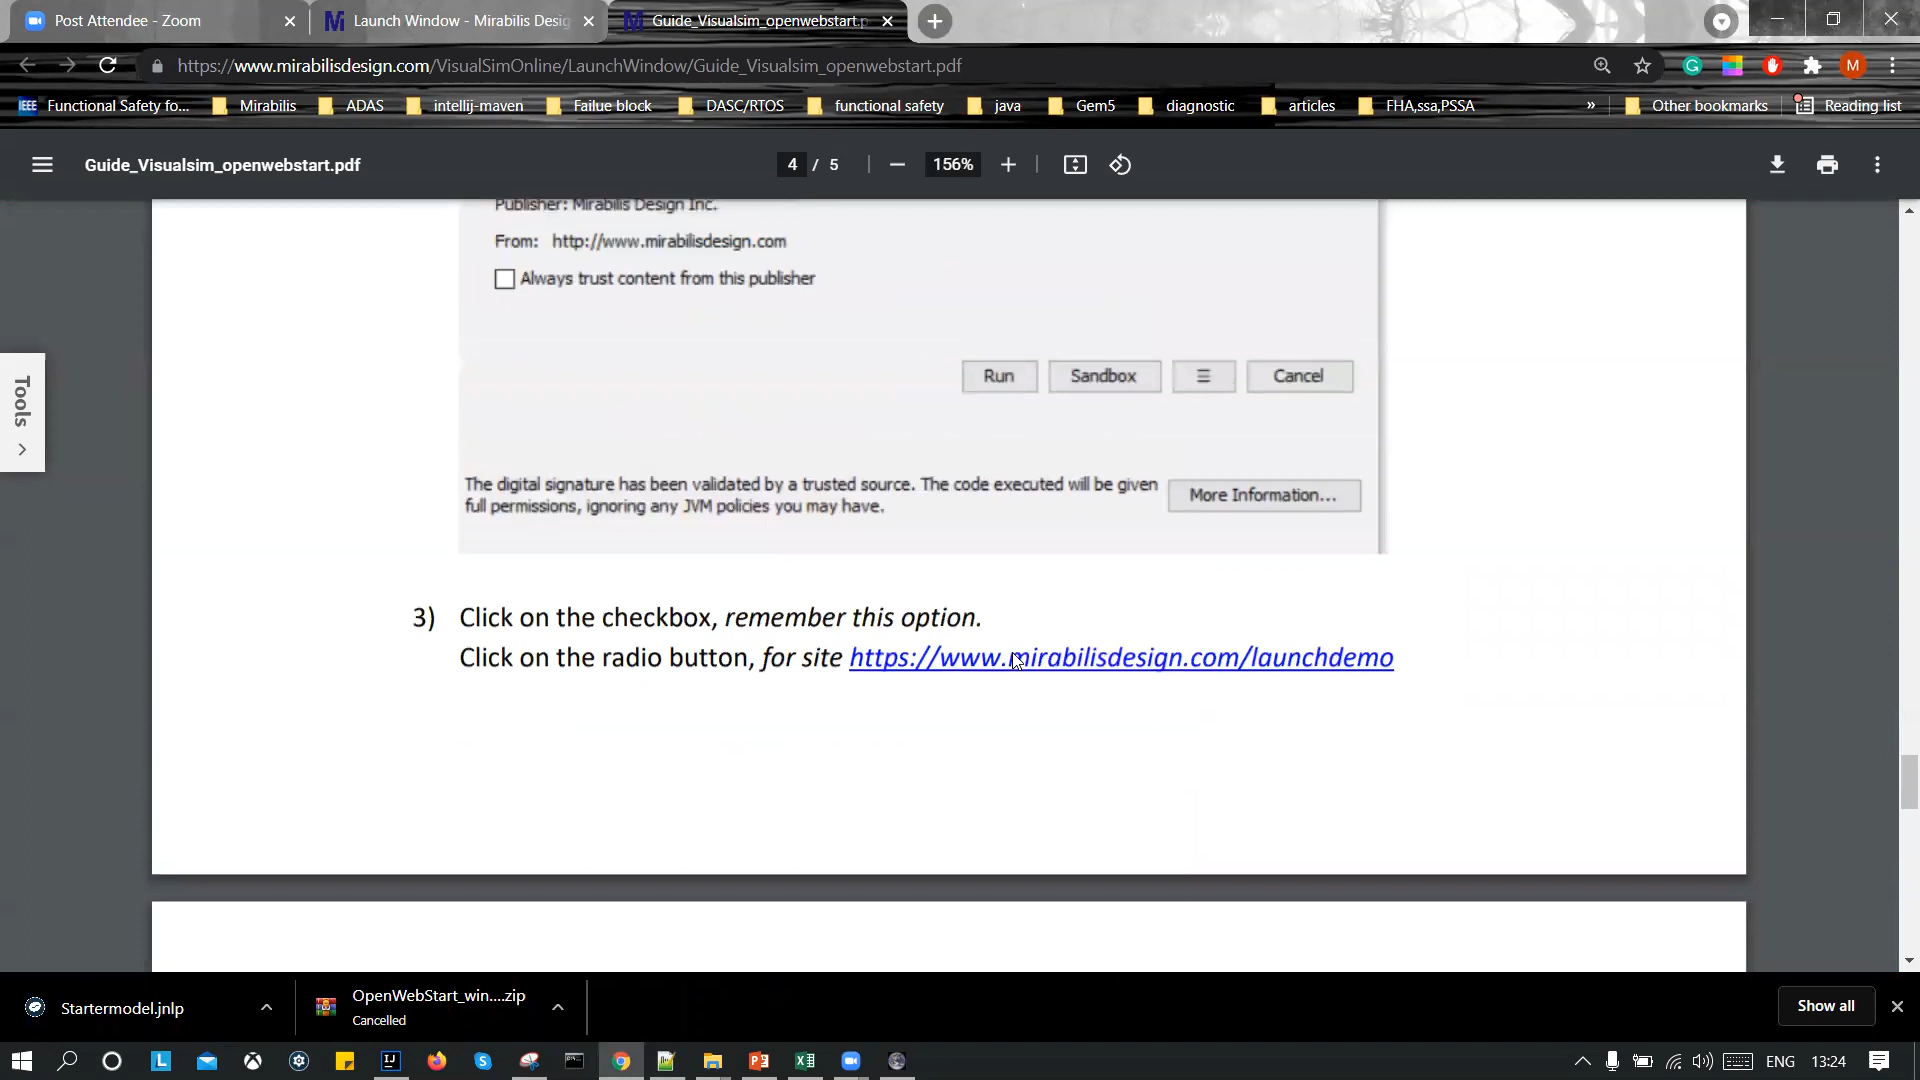 Post Attendee - Zoom
Launch Window - Mirabilis Desig
Guide_Visualsim_openwebstart.p
https://www.mirabilisdesign.com/VisualSimOnline/LaunchWindow/Guide_Visualsim_openwebstart.pdf
M
IEEE Functional Safety fo...
Mirabilis
ADAS
intellij-maven
Failue block
DASC/RTOS
functional safety
java
Gem5
diagnostic
articles
FHA,ssa,PSSA
»
Other bookmarks
Reading list
Guide_Visualsim_openwebstart.pdf
4 / 5
156%
Publisher: Mirabilis Design Inc.
From: http://www.mirabilisdesign.com
Always trust content from this publisher
Run
Sandbox
Cancel
Tools
The digital signature has been validated by a trusted source. The code executed will be given
full permissions, ignoring any JVM policies you may have.
More Information...
3) Click on the checkbox, remember this option.
Click on the radio button, for site https://www.mirabilisdesign.com/launchdemo
Startermodel.jnlp
OpenWebStart_win....zip
Cancelled
Show all
ENG
13:24